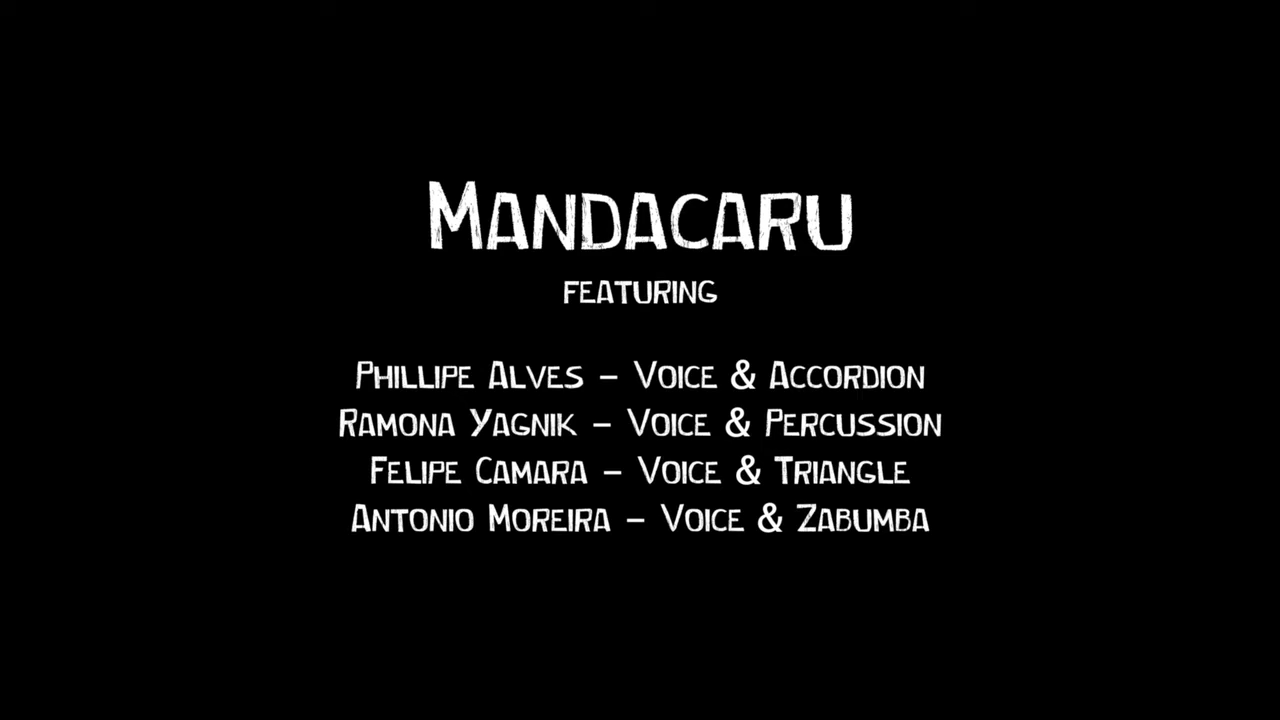 MANDACARU
FEATURING
PHILLIPE ALVES – VOICE & ACCORDION
RAMONA YAGNIK – VOICE & PERCUSSION
FELIPE CAMARA – VOICE & TRIANGLE
ANTONIO MOREIRA – VOICE & ZABUMBA